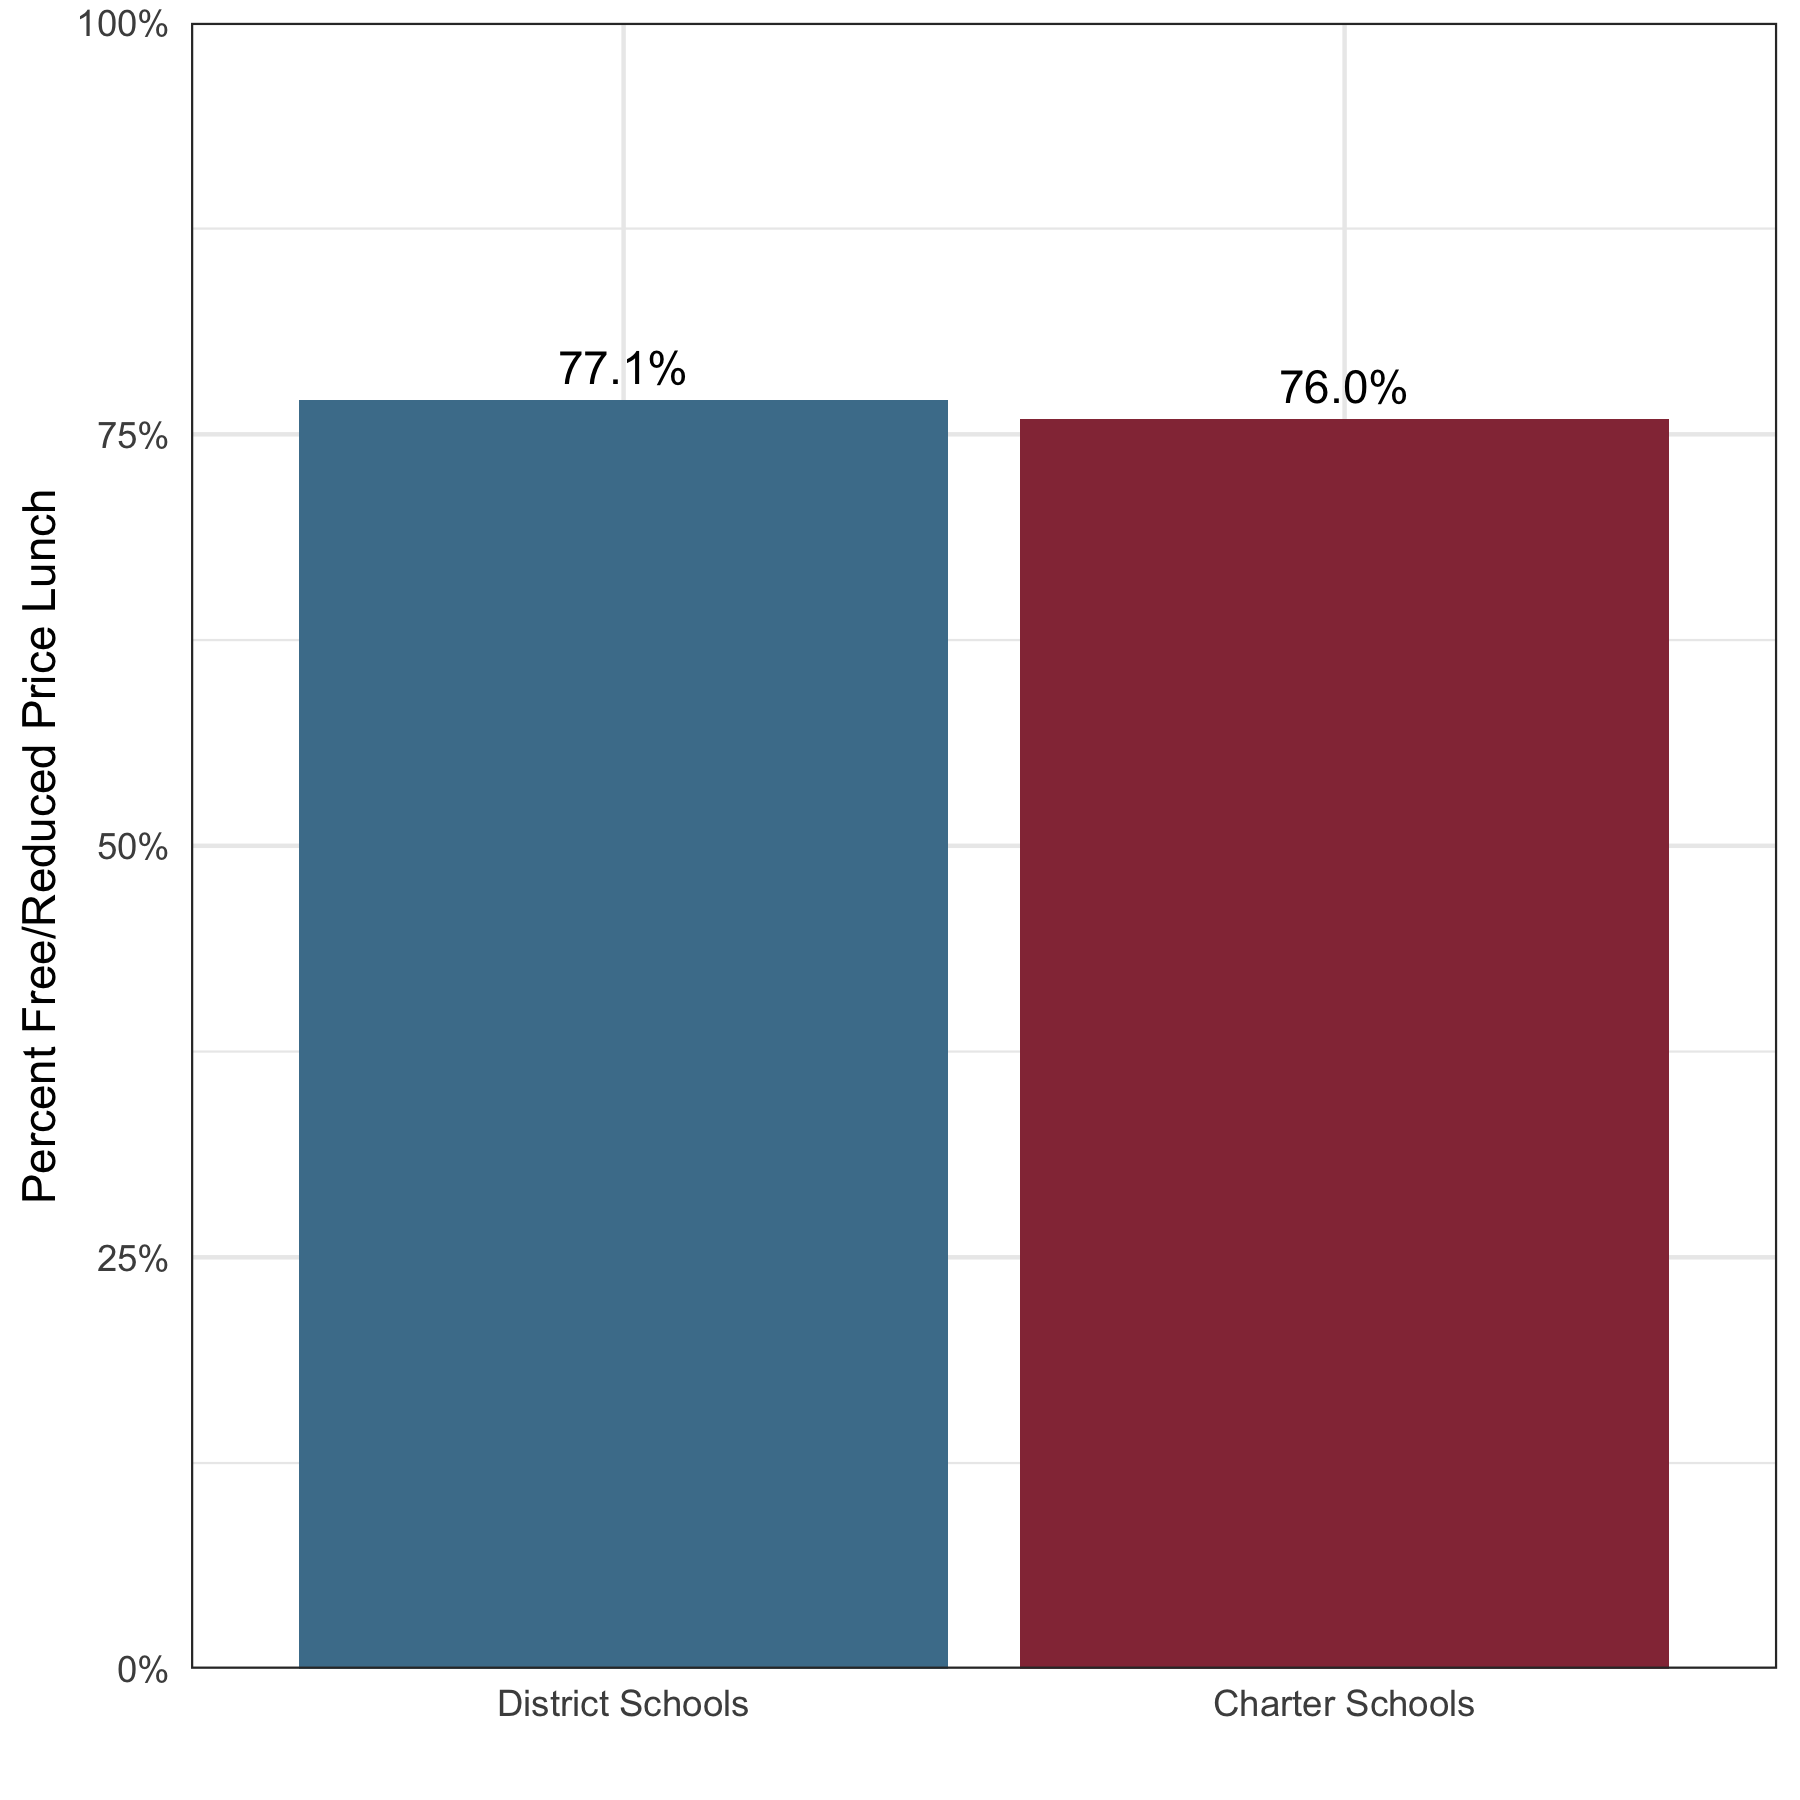 100%
77.1%
76.0%
75%
50%
25%
0%
Percent Free/Reduced Price Lunch
District Schools
Charter Schools